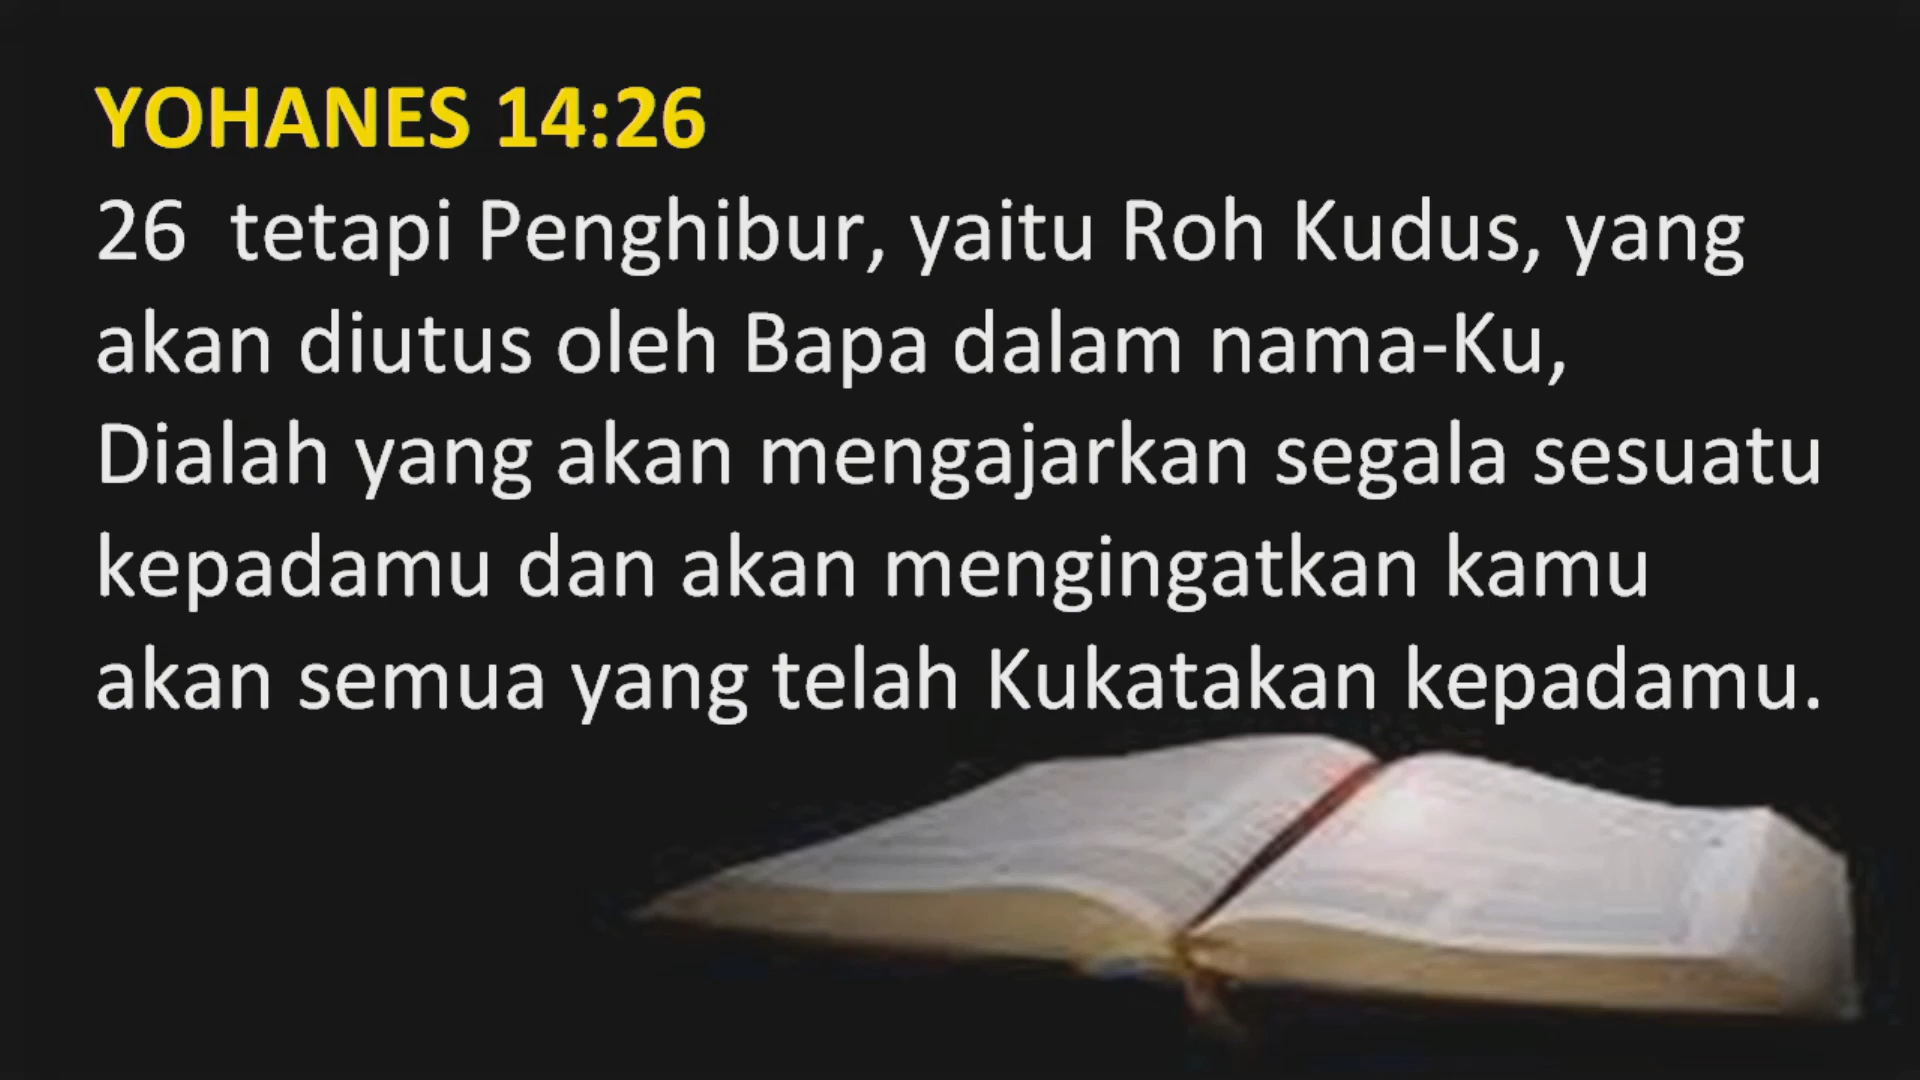 YOHANES 14:26
26  tetapi Penghibur, yaitu Roh Kudus, yang
akan diutus oleh Bapa dalam nama-Ku,
Dialah yang akan mengajarkan segala sesuatu
kepadamu dan akan mengingatkan kamu
akan semua yang telah Kukatakan kepadamu.